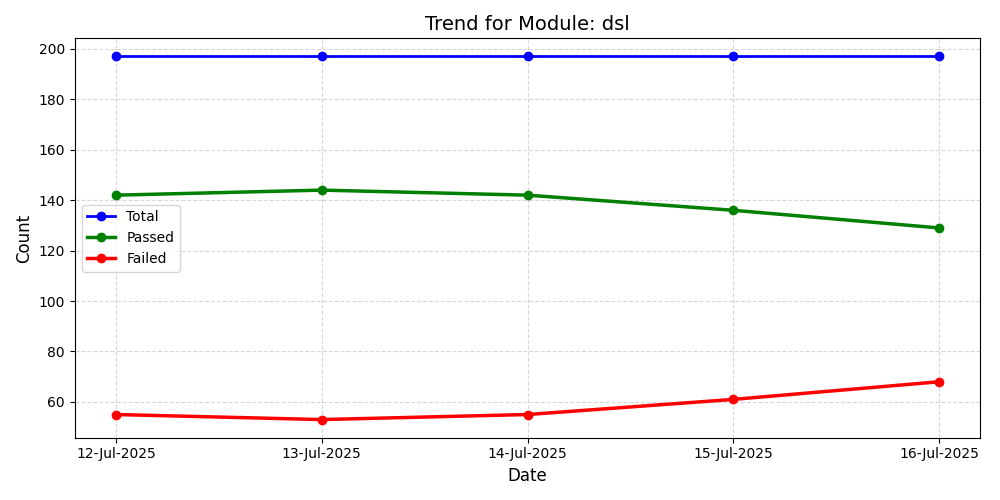 Trend for Module: dsl
Count
200
180
160
140
120
100
80
60
Total
Passed
Failed
12-Jul-2025
13-Jul-2025
14-Jul-2025
15-Jul-2025
16-Jul-2025
Date